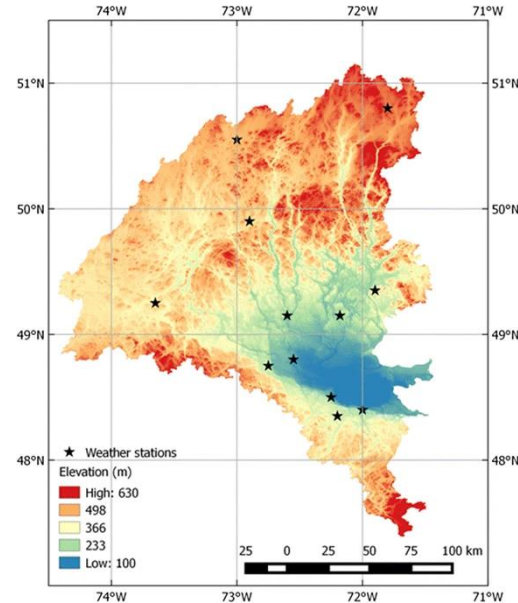 74°W 73°W 72°W 71°W
51°N 51°N
50°N 50°N
49°N 49°N
48°N 48°N
Weather stations
Elevation (m)
High: 630
498
366
233
Low: 100
25 0 25 50 75 100 km
74°W 73°W 72°W 71°W